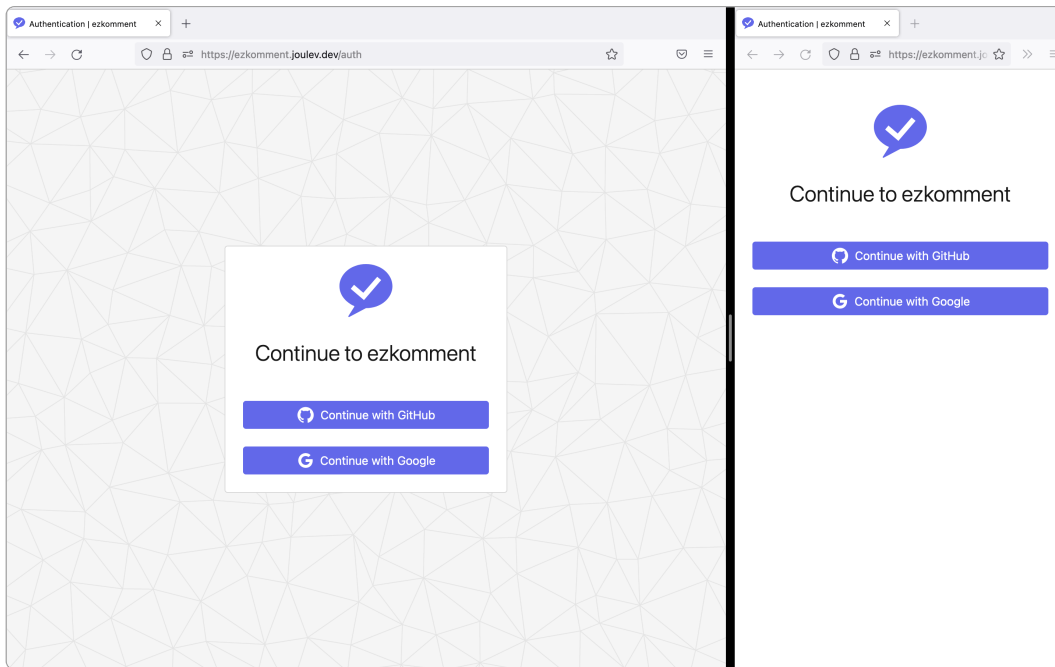 Authentication | ezkomment
https://ezkomment.joulev.dev/auth
Continue to ezkomment
Continue with GitHub
Continue with Google
Authentication | ezkomment
https://ezkomment.jo
Continue to ezkomment
Continue with GitHub
Continue with Google